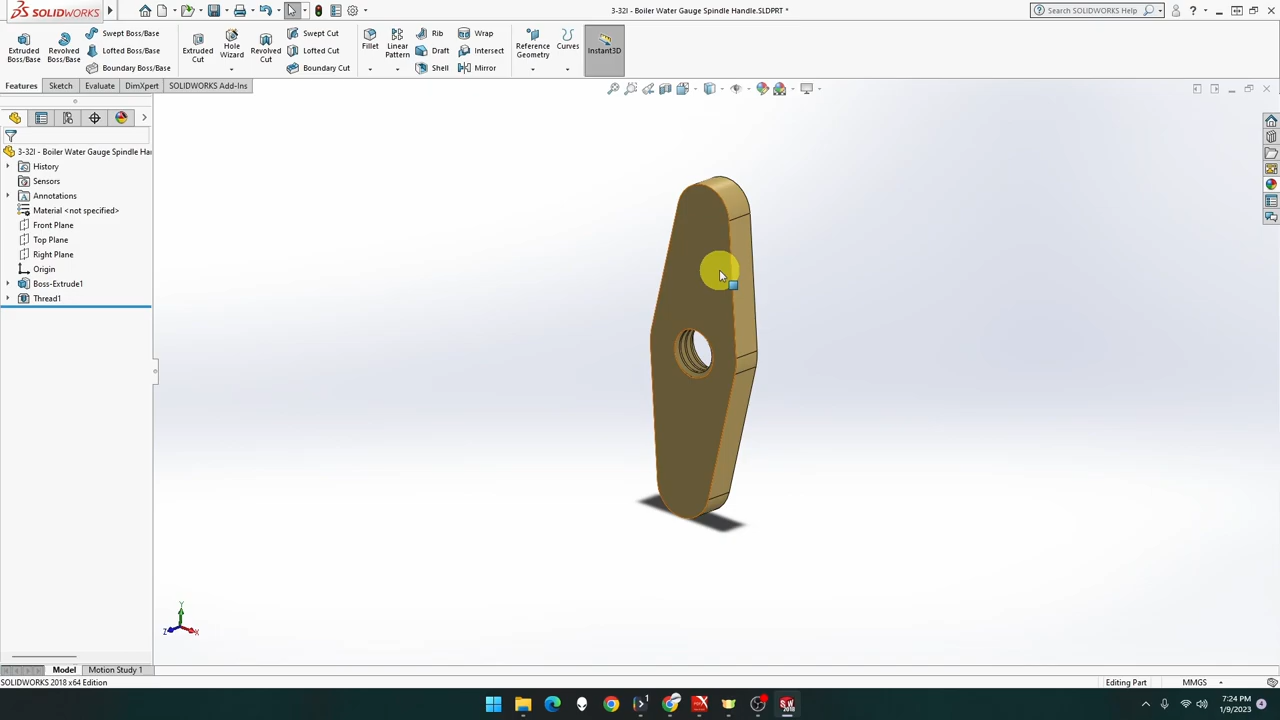 SOLIDWORKS
3-32I - Boiler Water Gauge Spindle Handle.SLDPRT *
Search SOLIDWORKS Help
Extruded Boss/Base
Revolved Boss/Base
Swept Boss/Base
Lofted Boss/Base
Boundary Boss/Base
Extruded Cut
Hole Wizard
Revolved Cut
Swept Cut
Lofted Cut
Boundary Cut
Fillet
Linear Pattern
Rib
Draft
Shell
Wrap
Intersect
Mirror
Reference Geometry
Curves
Instant3D
Features
Sketch
Evaluate
DimXpert
SOLIDWORKS Add-Ins
3-32I - Boiler Water Gauge Spindle Ha
History
Sensors
Annotations
Material <not specified>
Front Plane
Top Plane
Right Plane
Origin
Boss-Extrude1
Thread1
Y
Z
X
Model
Motion Study 1
SOLIDWORKS 2018 x64 Edition
Editing Part
MMGS
7:24 PM
1/9/2023